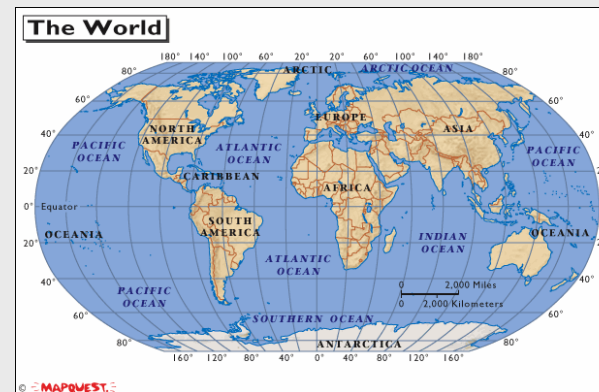 The World
180° 140° 100° 60° 20° 20° 60° 100° 140° 180°
ARCTIC
ARCTIC OCEAN
80° 80°
60° 60°
EUROPE
NORTH
AMERICA
ASIA
40° 40°
PACIFIC
OCEAN
ATLANTIC
OCEAN
PACIFIC
OCEAN
20° 20°
CARIBBEAN
AFRICA
0° Equator 0°
SOUTH
AMERICA
OCEANIA
OCEANIA
INDIAN
OCEAN
20° 20°
ATLANTIC
OCEAN
40° 40°
0 2,000 Miles
0 2,000 Kilometers
PACIFIC
OCEAN
60° 60°
SOUTHERN OCEAN
80° 80°
ANTARCTICA
160° 120° 80° 40° 0° 40° 80° 120° 160°
© MAPQUEST.